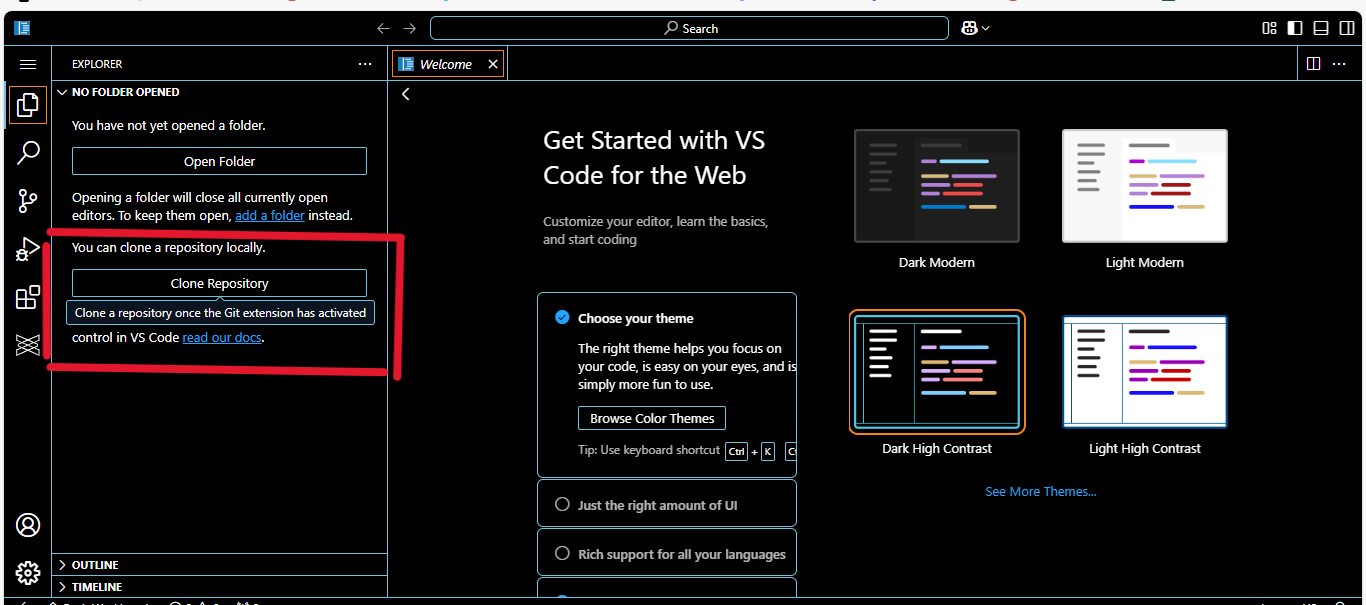 Search
EXPLORER
Welcome
NO FOLDER OPENED
You have not yet opened a folder.
Open Folder
Opening a folder will close all currently open
editors. To keep them open, add a folder instead.
You can clone a repository locally.
Clone Repository
Clone a repository once the Git extension has activated
control in VS Code read our docs.
OUTLINE
TIMELINE
Get Started with VS
Code for the Web
Customize your editor, learn the basics,
and start coding
Choose your theme
The right theme helps you focus on
your code, is easy on your eyes, and is
simply more fun to use.
Browse Color Themes
Tip: Use keyboard shortcut Ctrl + K
Just the right amount of UI
Rich support for all your languages
Dark Modern
Light Modern
Dark High Contrast
Light High Contrast
See More Themes...